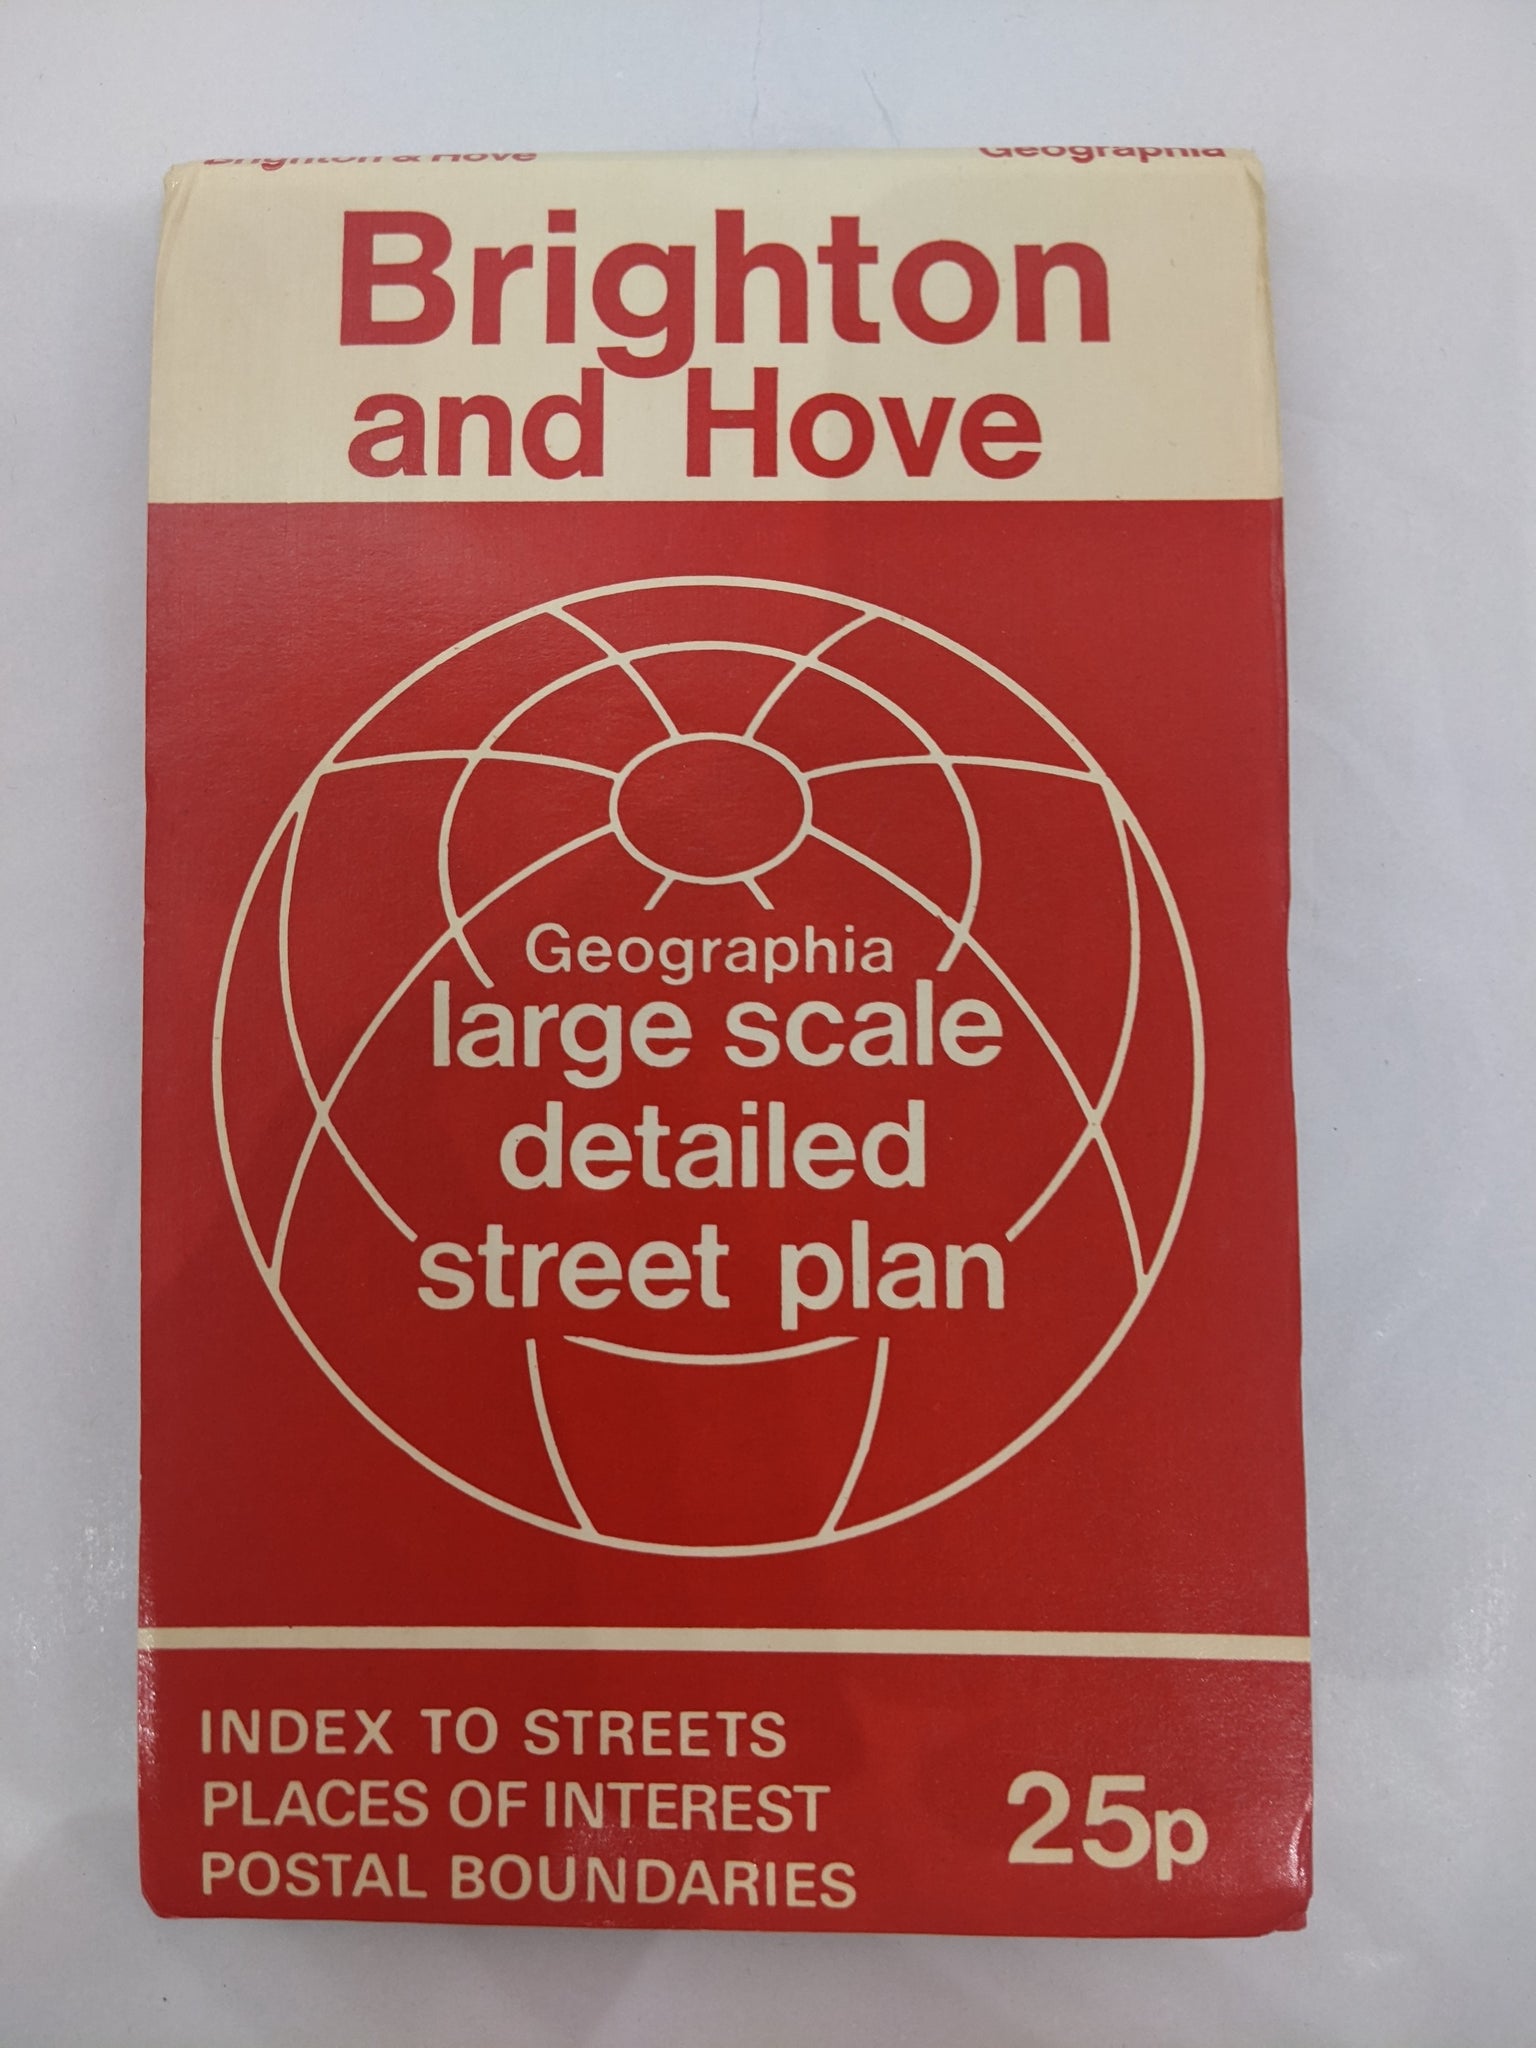 Brighton & Hove Geographia
Brighton
and Hove
Geographia
large scale
detailed
street plan
INDEX TO STREETS
PLACES OF INTEREST
POSTAL BOUNDARIES
25p